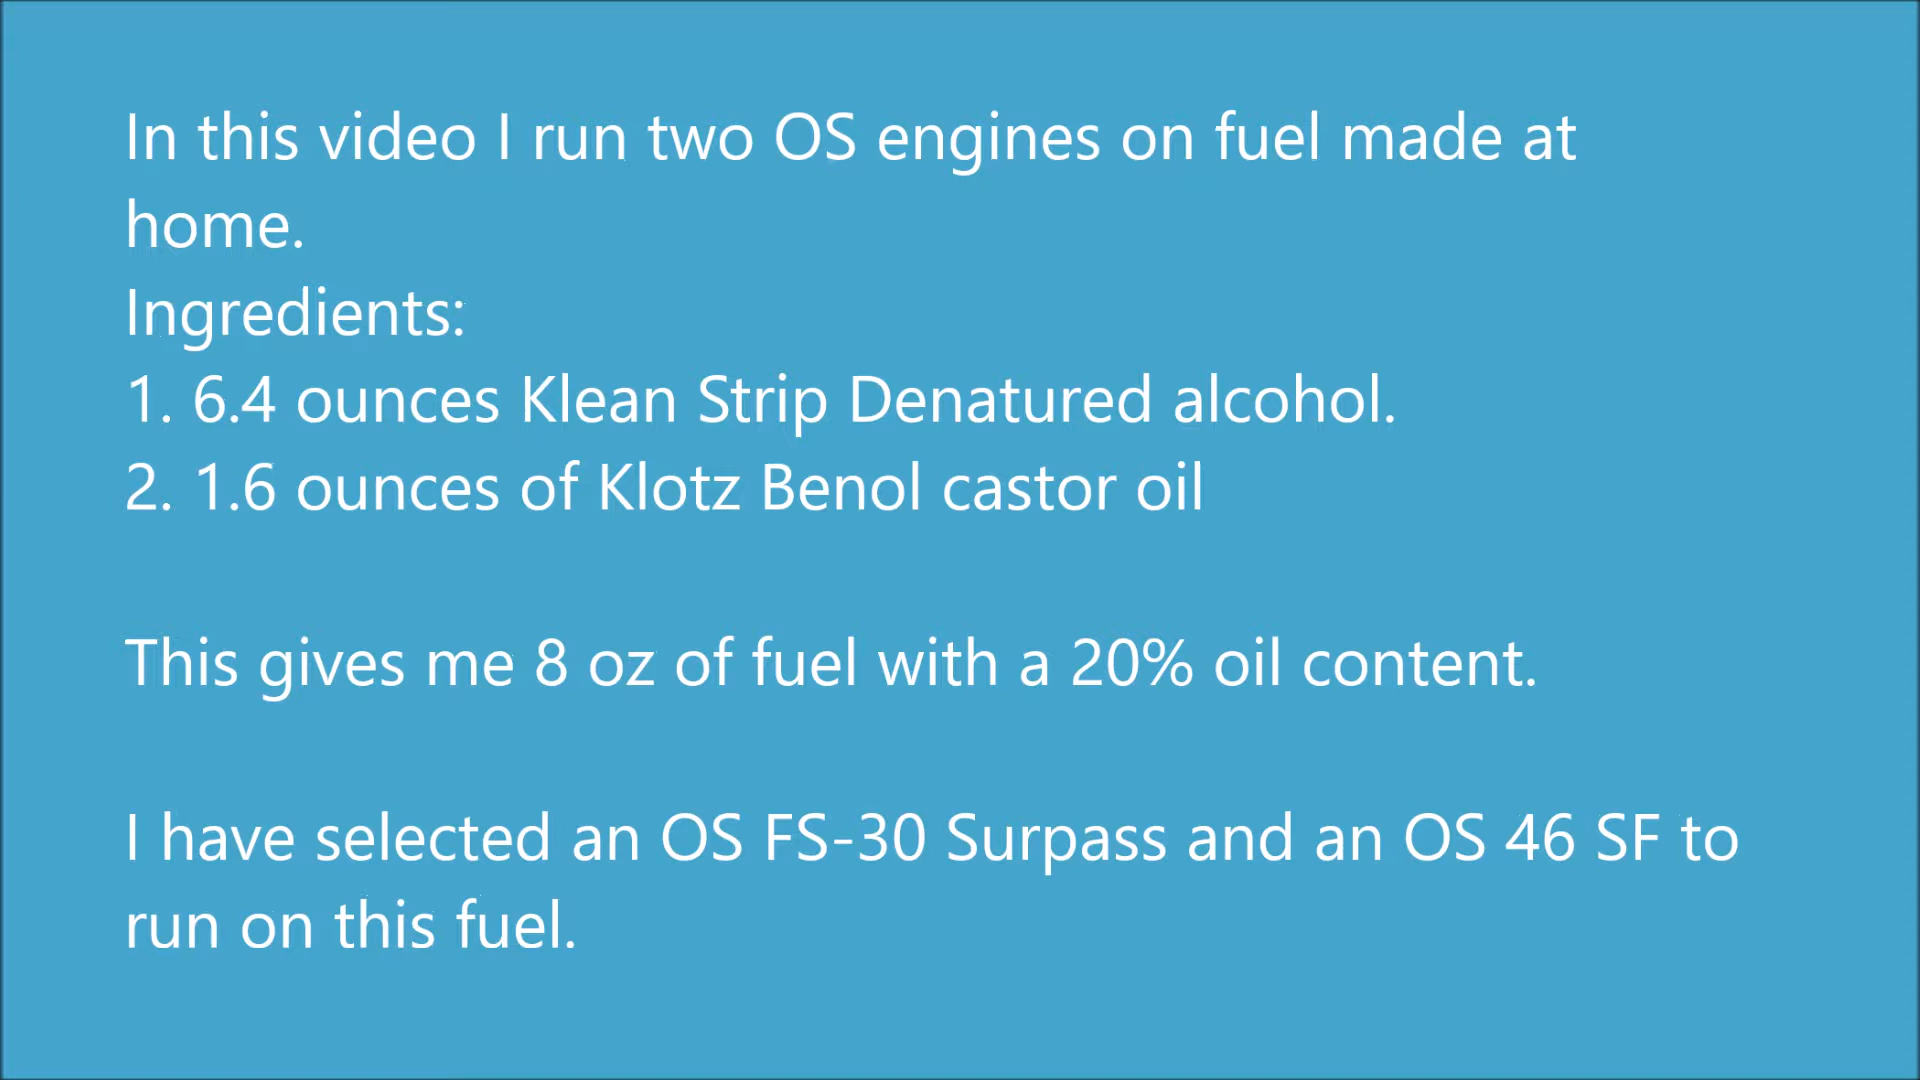 In this video I run two OS engines on fuel made at
home.
Ingredients:
1. 6.4 ounces Klean Strip Denatured alcohol.
2. 1.6 ounces of Klotz Benol castor oil
This gives me 8 oz of fuel with a 20% oil content.
I have selected an OS FS-30 Surpass and an OS 46 SF to
run on this fuel.